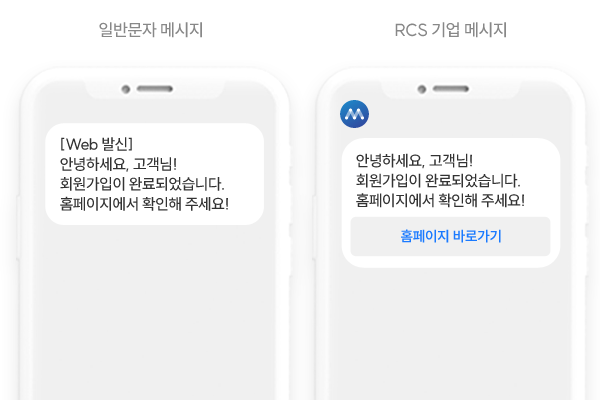 일반문자 메시지
[Web 발신]
안녕하세요, 고객님!
회원가입이 완료되었습니다.
홈페이지에서 확인해 주세요!
RCS 기업 메시지
안녕하세요, 고객님!
회원가입이 완료되었습니다.
홈페이지에서 확인해 주세요!
홈페이지 바로가기